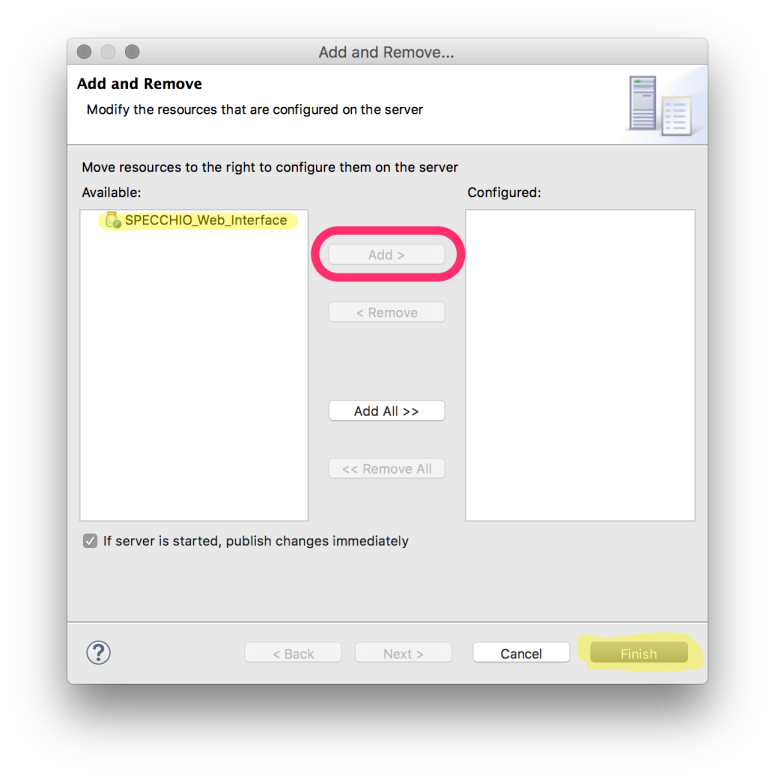 Add and Remove...
Add and Remove
Modify the resources that are configured on the server
Move resources to the right to configure them on the server
Available:
Configured:
SPECCHIO_Web_Interface
Add >
< Remove
Add All >>
<< Remove All
If server is started, publish changes immediately
?
< Back
Next >
Cancel
Finish